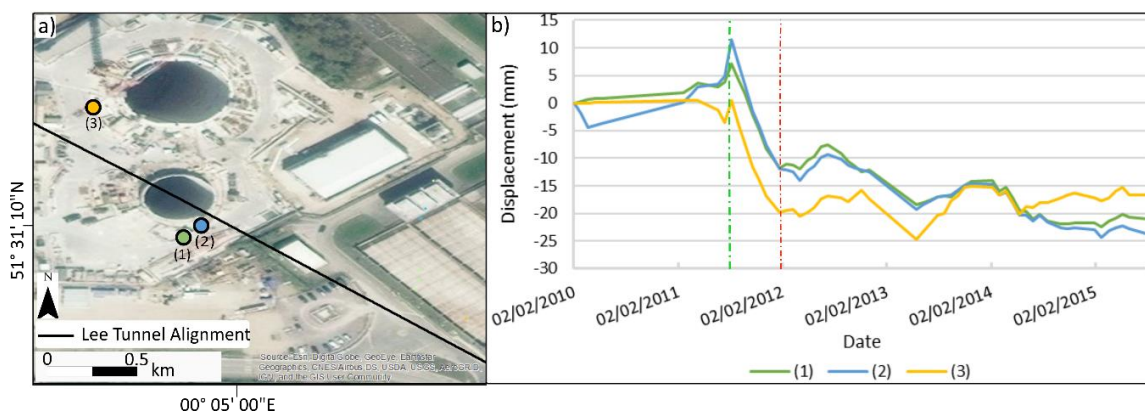 a)
(3)
(2)
(1)
51° 31' 10"N
N
Lee Tunnel Alignment
0 0.5
km
Source: Esri, DigitalGlobe, GeoEye, Earthstar
Geographics, CNES/Airbus DS, USDA, USGS, AeroGRID,
IGN, and the GIS User Community
00° 05' 00"E
b)
Displacement (mm)
15
10
5
0
-5
-10
-15
-20
-25
-30
02/02/2010
02/02/2011
02/02/2012
02/02/2013
02/02/2014
02/02/2015
Date
(1) (2) (3)